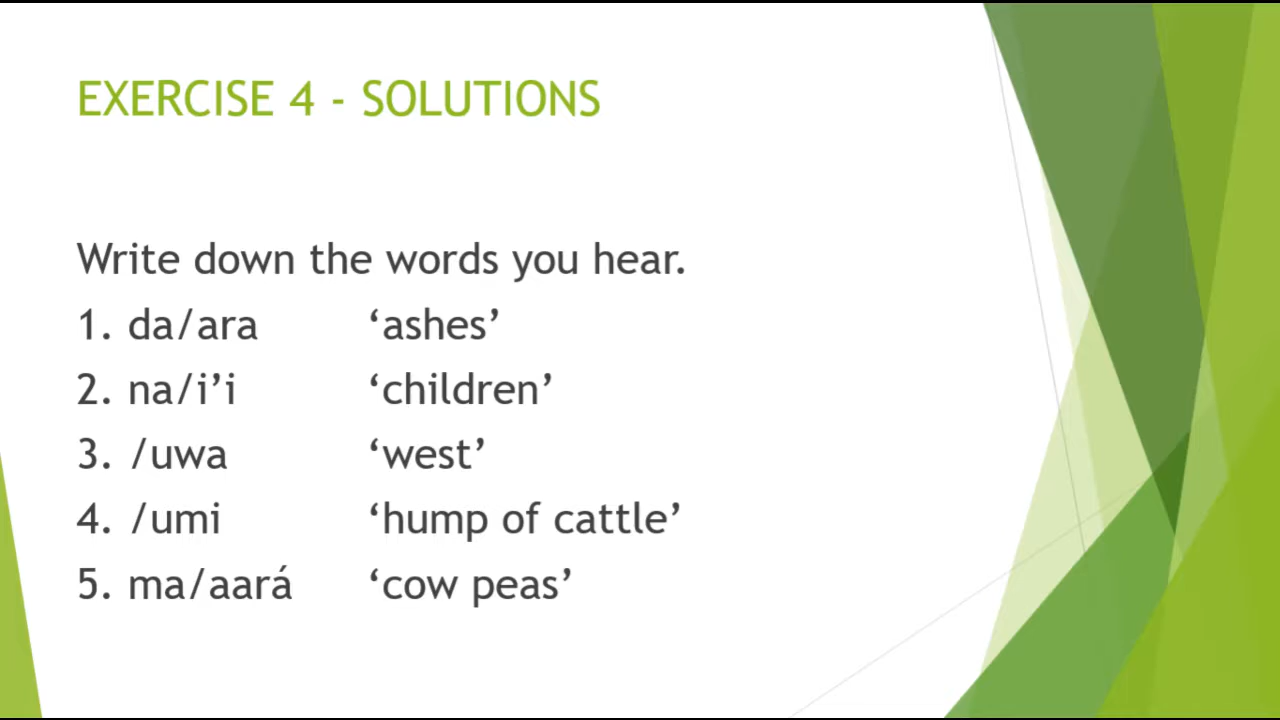 EXERCISE 4 - SOLUTIONS
Write down the words you hear.
1. da/ara ‘ashes’
2. na/i’i ‘children’
3. /uwa ‘west’
4. /umi ‘hump of cattle’
5. ma/aará ‘cow peas’